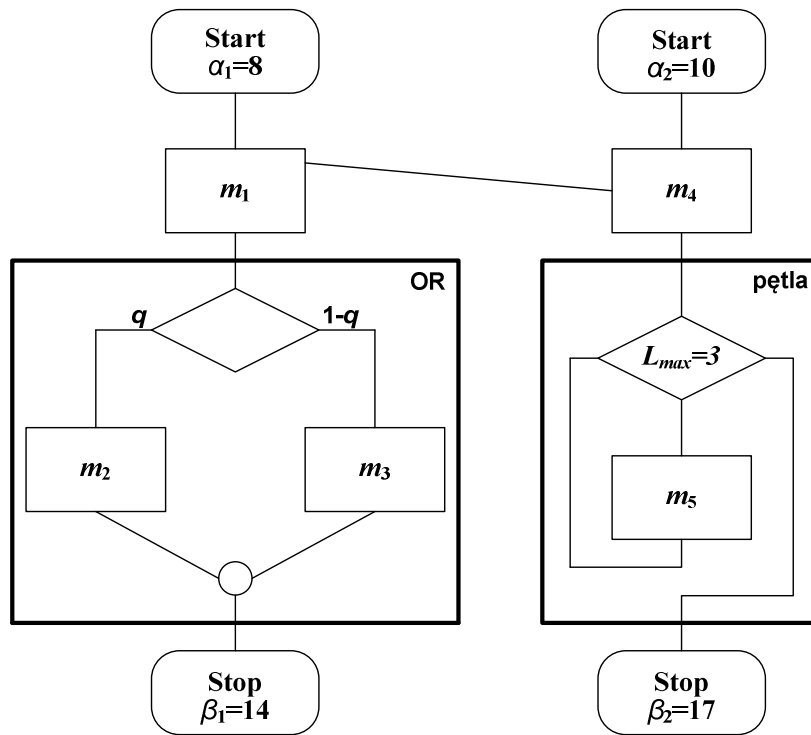 Start
α₁=8
Start
α₂=10
m₁
m₄
OR
pętla
q
1-q
Lmax=3
m₂
m₃
m₅
Stop
β₁=14
Stop
β₂=17